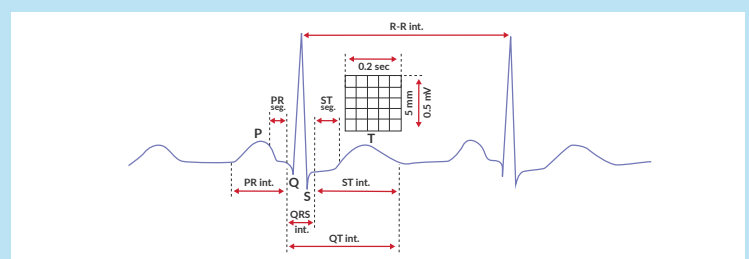 R-R int.
0.2 sec
PR
seg.
ST
seg.
5 mm
0.5 mV
P
T
Q
S
PR int.
ST int.
QRS
int.
QT int.